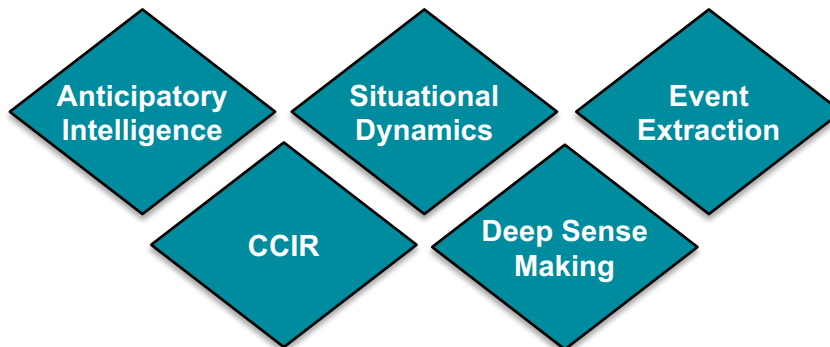 Anticipatory
Intelligence
Situational
Dynamics
Event
Extraction
CCIR
Deep Sense
Making